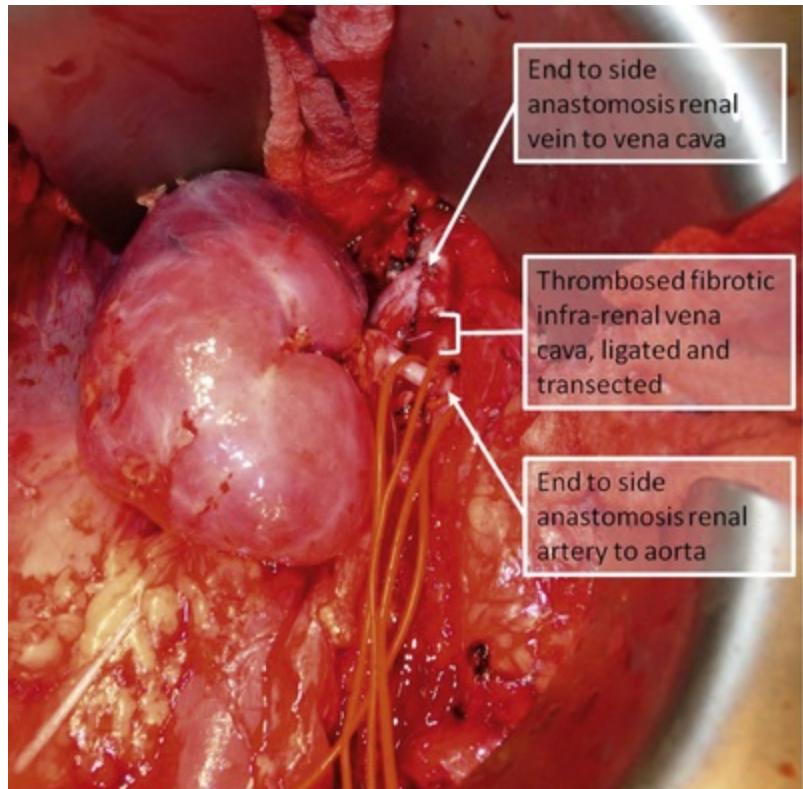 End to side
anastomosis renal
vein to vena cava
Thrombosed fibrotic
infra-renal vena
cava, ligated and
transected
End to side
anastomosis renal
artery to aorta